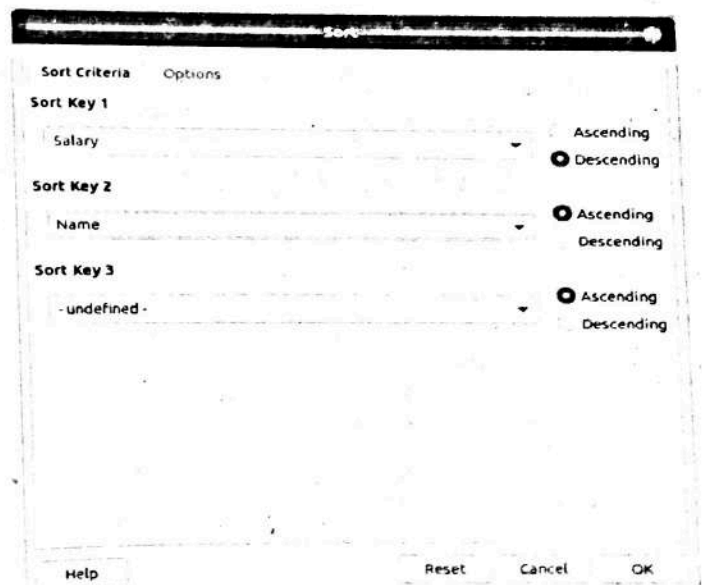 Sort
Sort Criteria Options
Sort Key 1
Salary
Ascending
Descending
Sort Key 2
Name
Ascending
Descending
Sort Key 3
- undefined -
Ascending
Descending
Help Reset Cancel OK